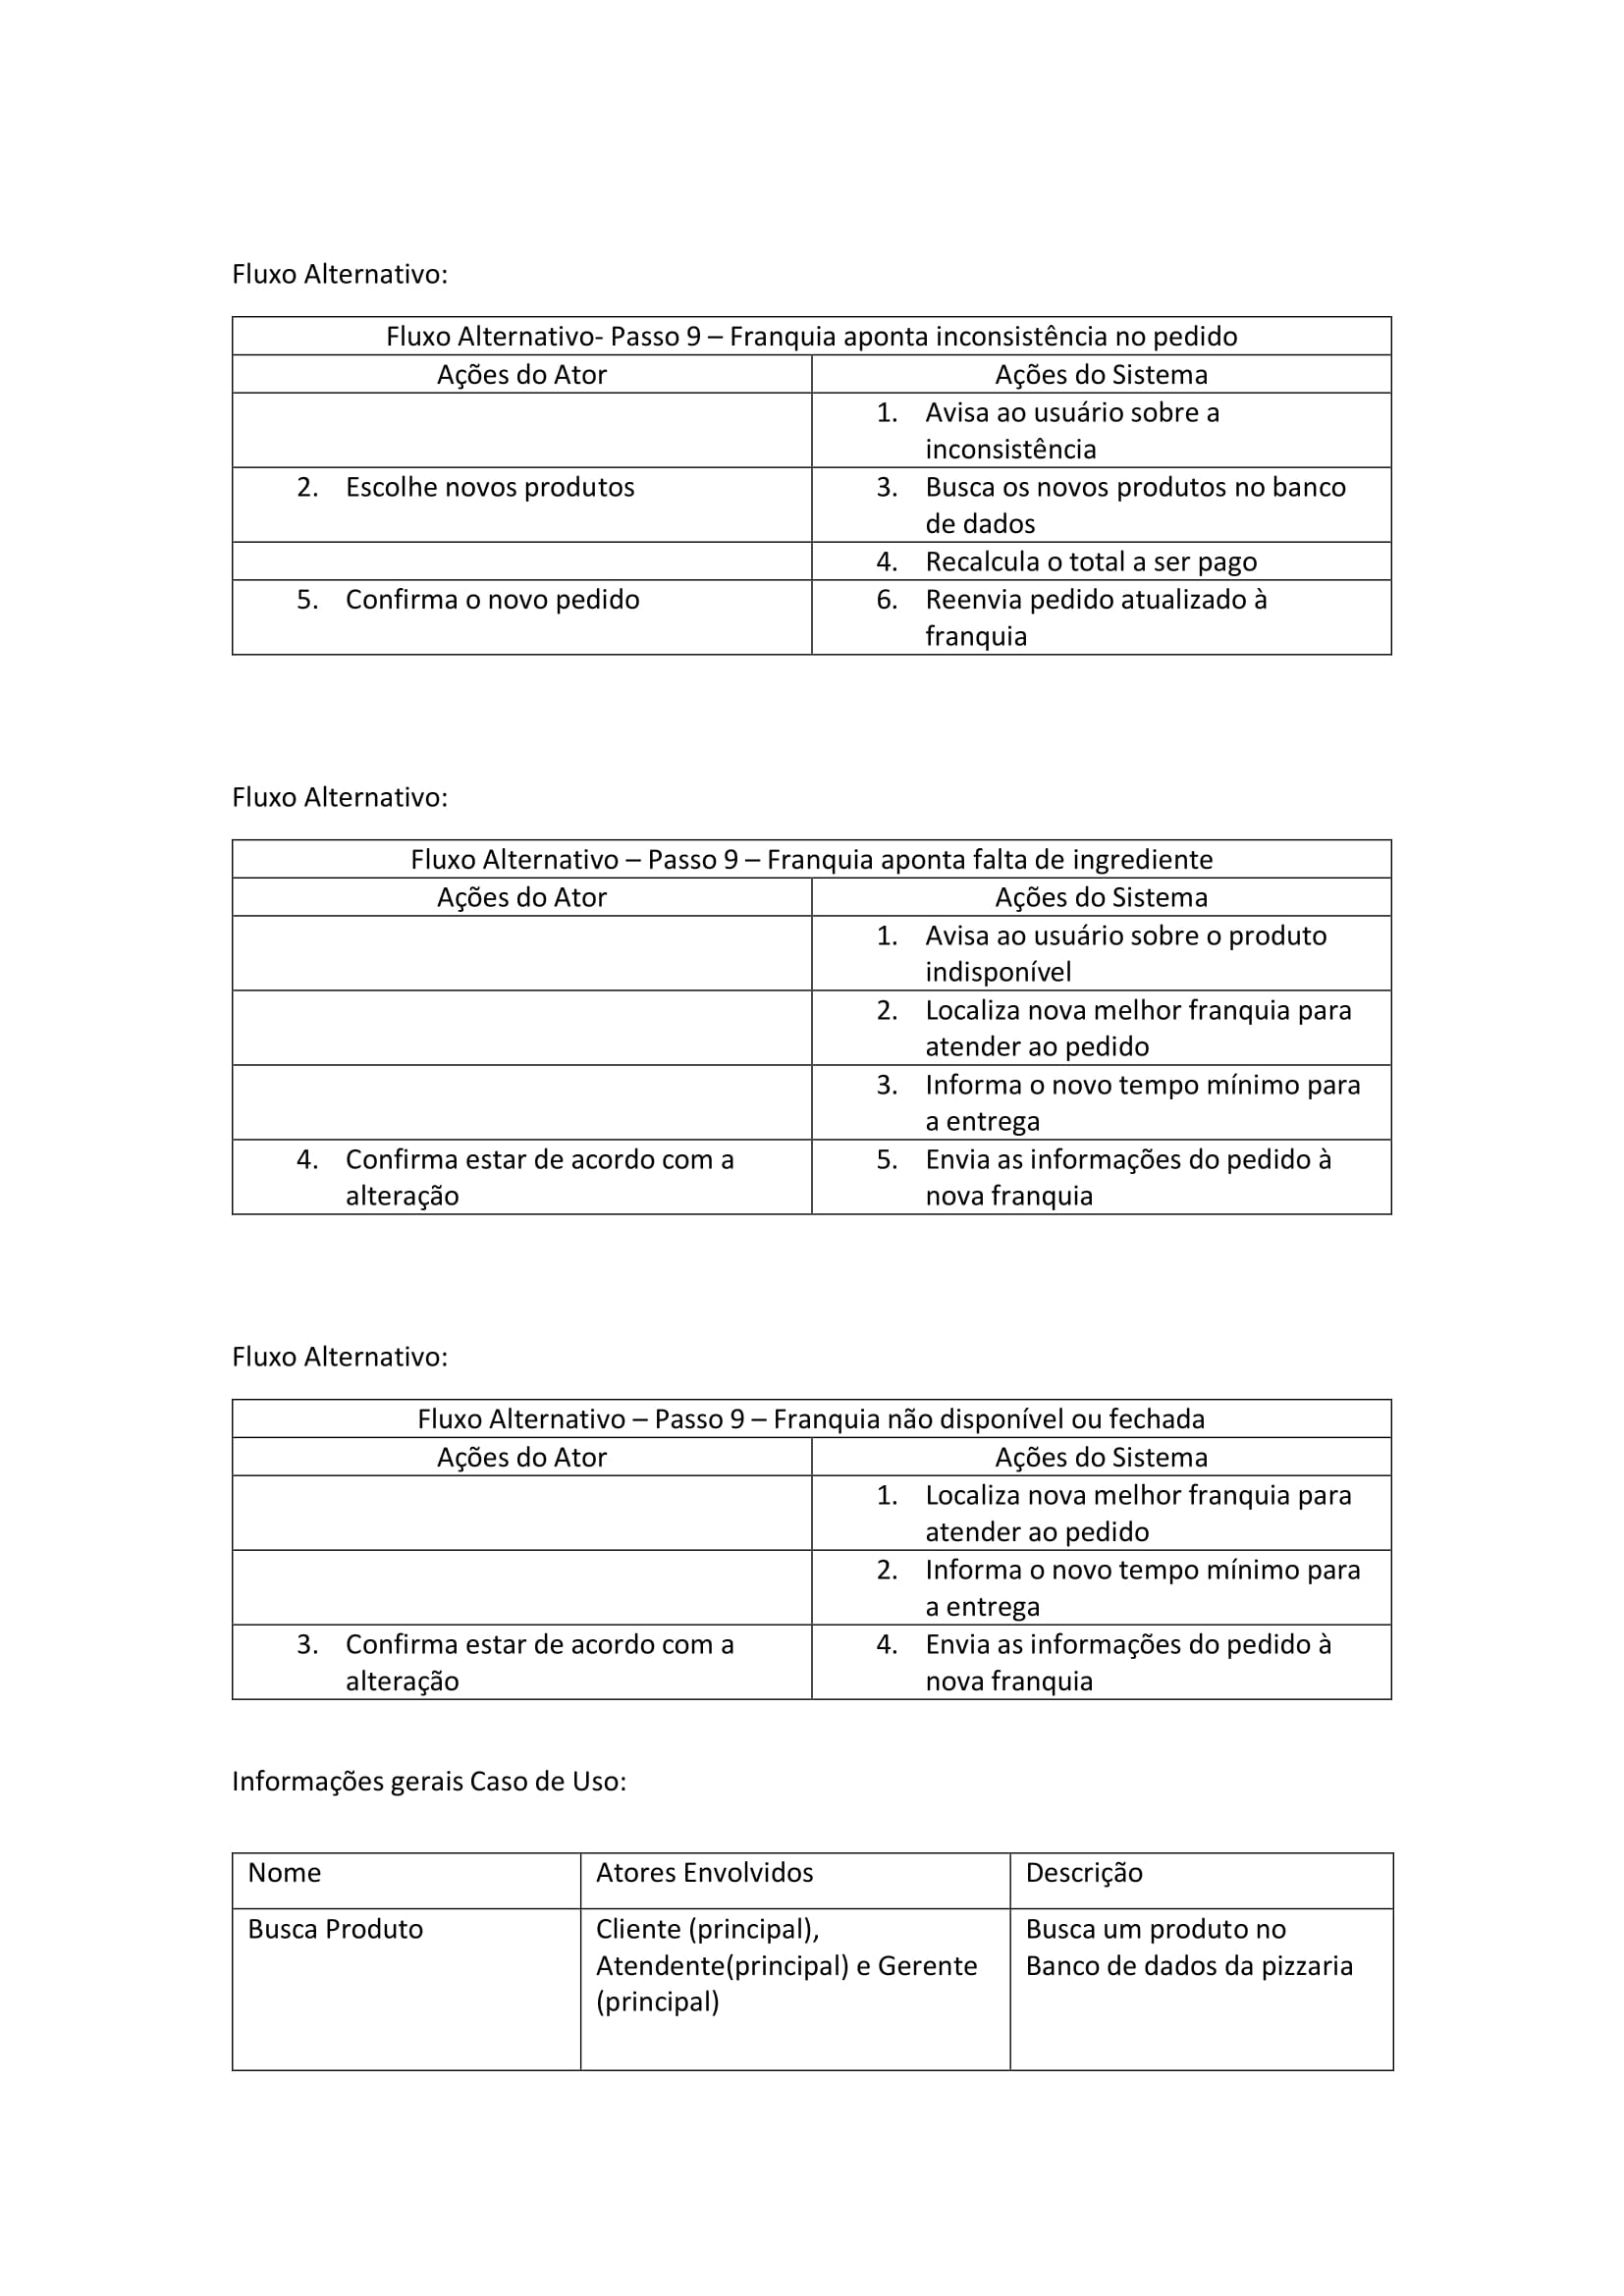 Fluxo Alternativo:
Fluxo Alternativo- Passo 9 – Franquia aponta inconsistência no pedido
Ações do Ator
Ações do Sistema
1. Avisa ao usuário sobre a
inconsistência
2. Escolhe novos produtos
3. Busca os novos produtos no banco
de dados
4. Recalcula o total a ser pago
5. Confirma o novo pedido
6. Reenvia pedido atualizado à
franquia
Fluxo Alternativo:
Fluxo Alternativo – Passo 9 – Franquia aponta falta de ingrediente
Ações do Ator
Ações do Sistema
1. Avisa ao usuário sobre o produto
indisponível
2. Localiza nova melhor franquia para
atender ao pedido
3. Informa o novo tempo mínimo para
a entrega
4. Confirma estar de acordo com a
alteração
5. Envia as informações do pedido à
nova franquia
Fluxo Alternativo:
Fluxo Alternativo – Passo 9 – Franquia não disponível ou fechada
Ações do Ator
Ações do Sistema
1. Localiza nova melhor franquia para
atender ao pedido
2. Informa o novo tempo mínimo para
a entrega
3. Confirma estar de acordo com a
alteração
4. Envia as informações do pedido à
nova franquia
Informações gerais Caso de Uso:
Nome
Atores Envolvidos
Descrição
Busca Produto
Cliente (principal),
Atendente(principal) e Gerente
(principal)
Busca um produto no
Banco de dados da pizzaria